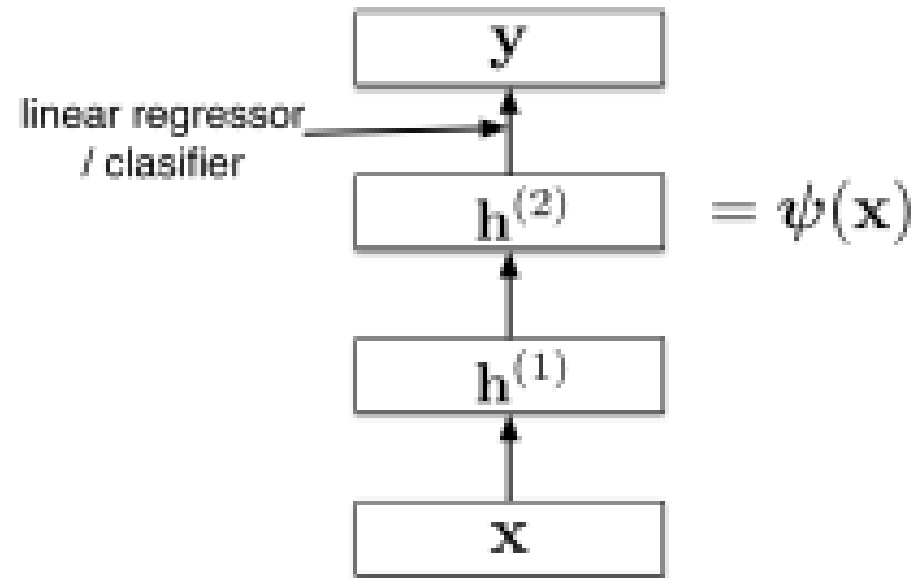 y
linear regressor
/ clasifier
h^{(2)} = ψ(x)
h^{(1)}
x